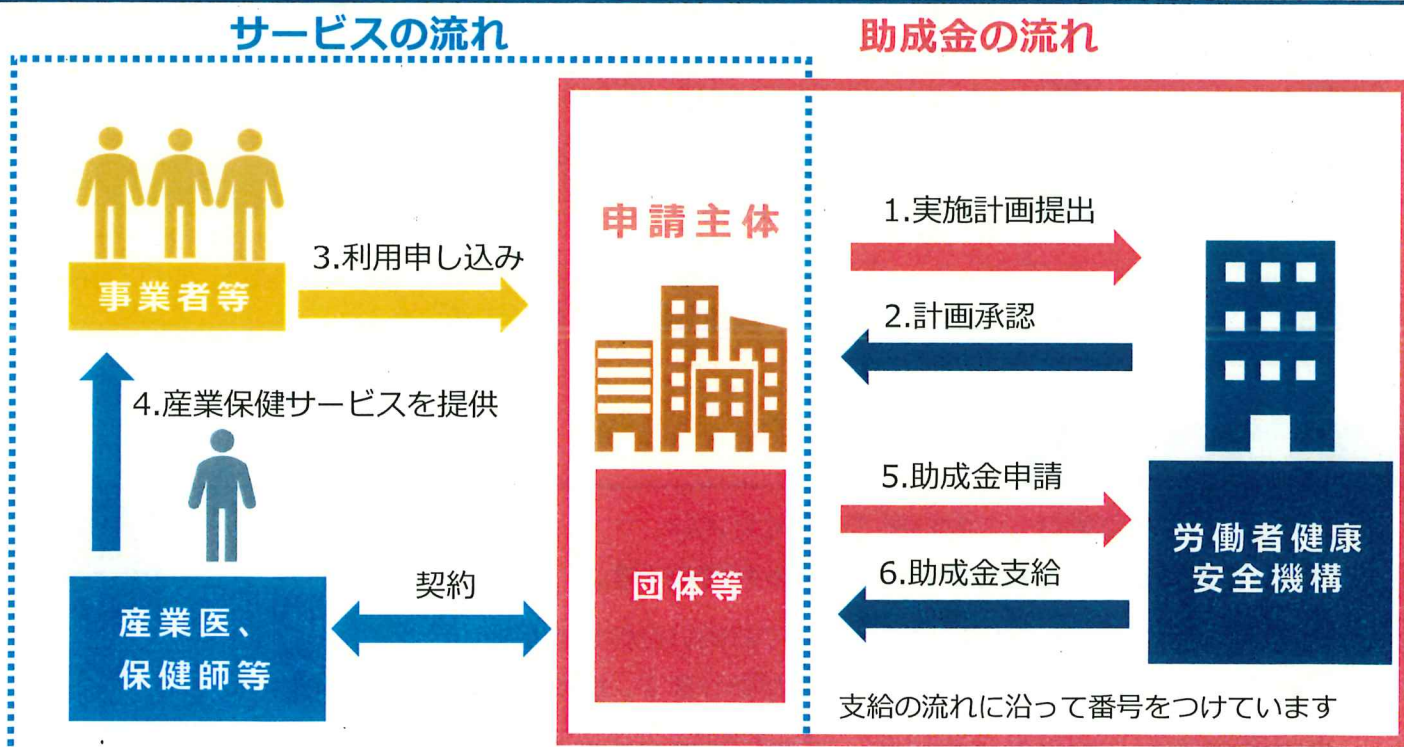 サービスの流れ
助成金の流れ
申請主体
1.実施計画提出
3.利用申し込み
事業者等
2.計画承認
4.産業保健サービスを提供
5.助成金申請
労働者健康
安全機構
団体等
6.助成金支給
契約
産業医、
保健師等
支給の流れに沿って番号をつけています